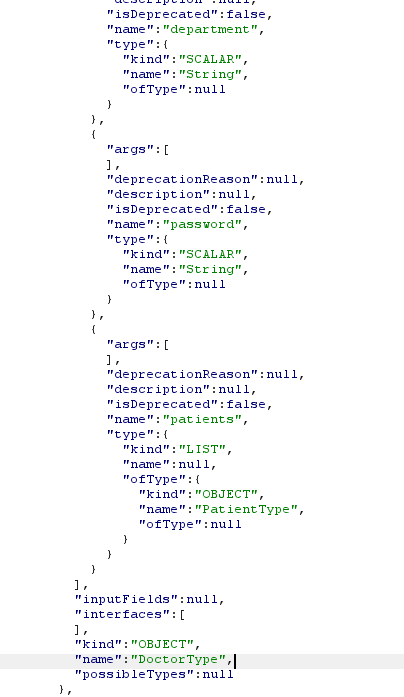 "description":null,
"isDeprecated":false,
"name":"department",
"type":{
"kind":"SCALAR",
"name":"String",
"ofType":null
}
},
{
"args":[
],
"deprecationReason":null,
"description":null,
"isDeprecated":false,
"name":"password",
"type":{
"kind":"SCALAR",
"name":"String",
"ofType":null
}
},
{
"args":[
],
"deprecationReason":null,
"description":null,
"isDeprecated":false,
"name":"patients",
"type":{
"kind":"LIST",
"name":null,
"ofType":{
"kind":"OBJECT",
"name":"PatientType",
"ofType":null
}
}
}
],
"inputFields":null,
"interfaces":[
],
"kind":"OBJECT",
"name":"DoctorType",
"possibleTypes":null
},